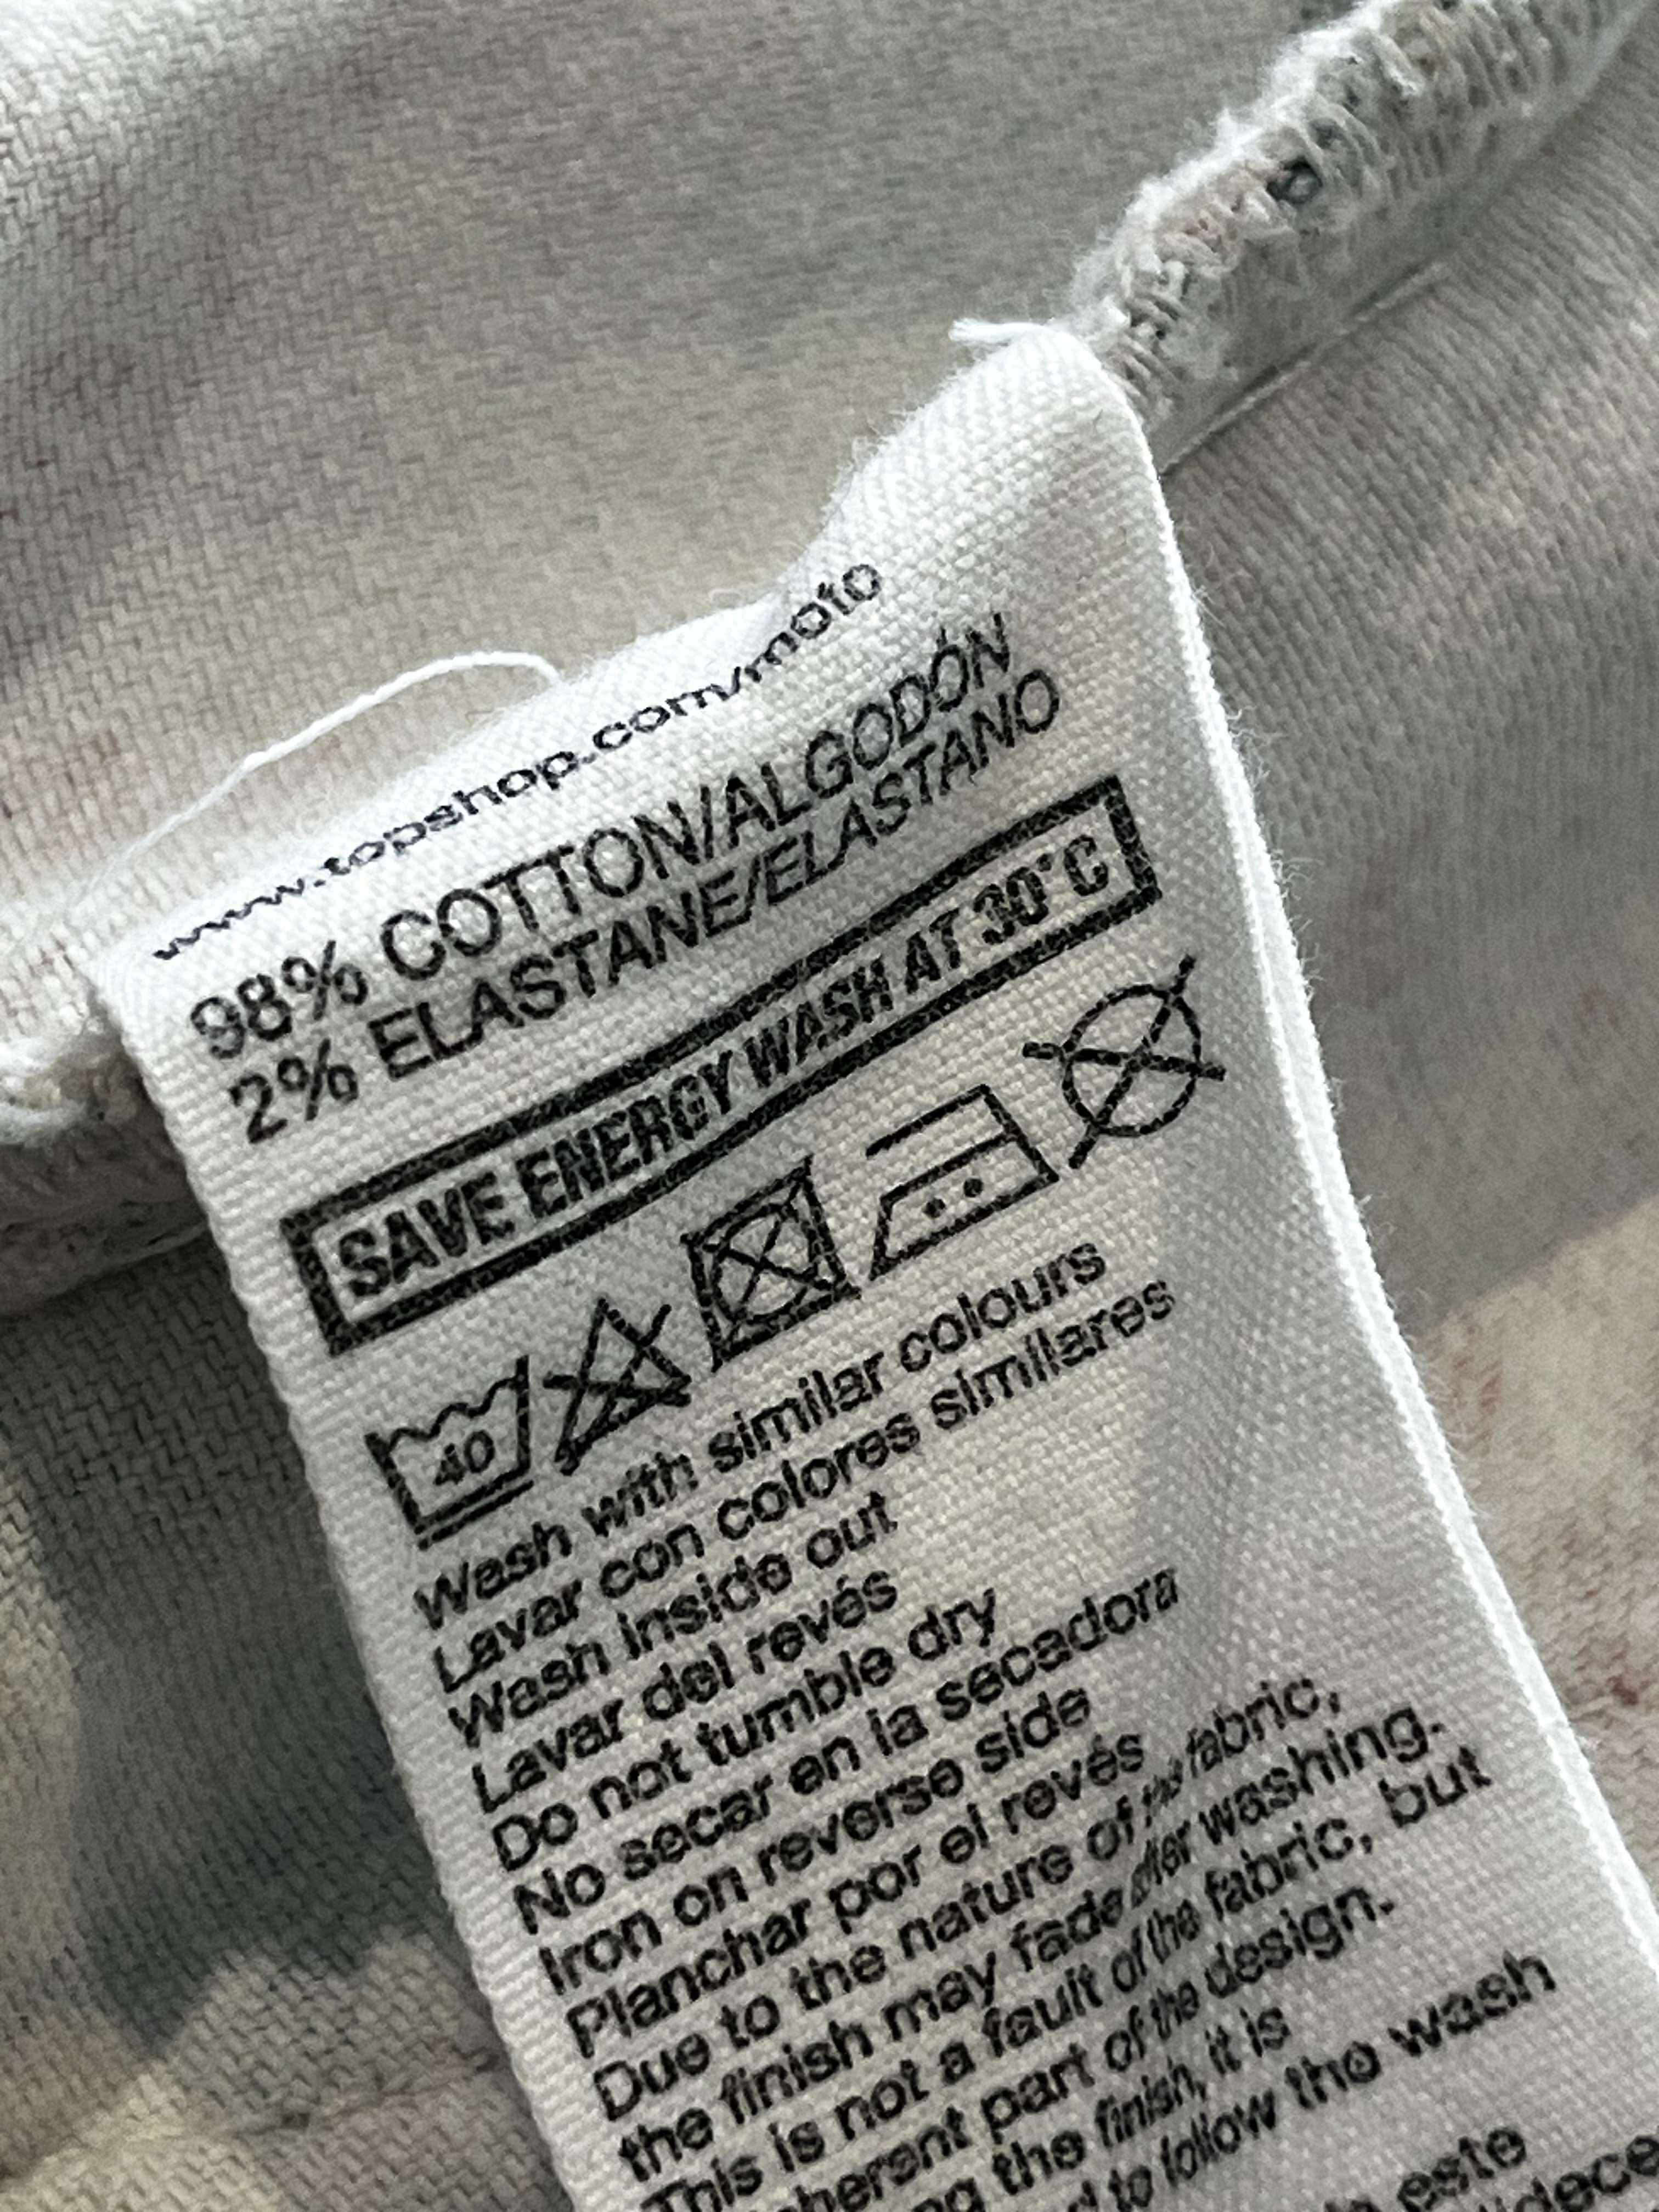 www.topshop.com/moto
98% COTTON/ALGODÓN
2% ELASTANE/ELASTANO
SAVE ENERGY WASH AT 30°C
40
Wash with similar colours
Lavar con colores similares
Wash inside out
Lavar del revés
Do not tumble dry
No secar en la secadora
Iron on reverse side
Planchar por el revés
Due to the nature of this fabric,
the finish may fade after washing.
This is not a fault of the fabric, but
part of the design.
the finish, it is
to follow the wash
este